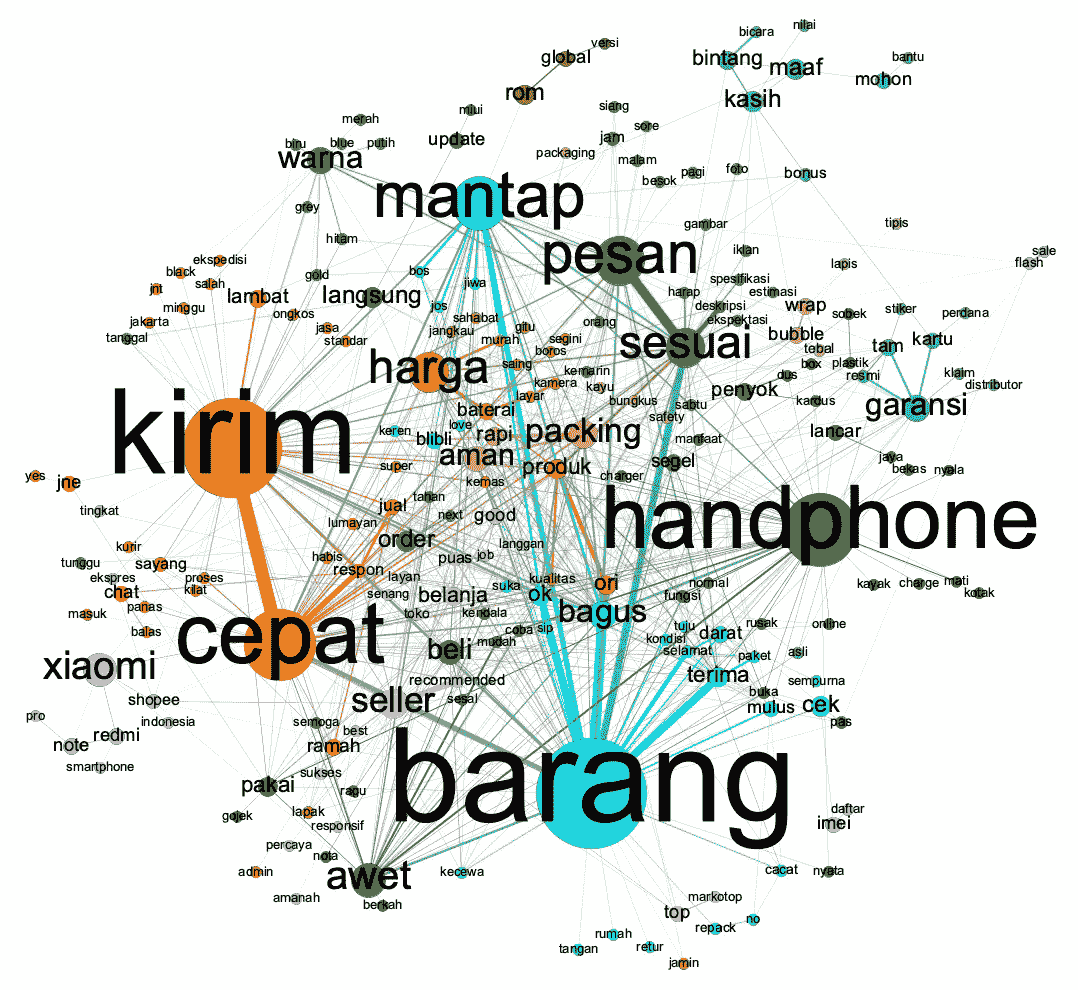 bicara
nilai
versi
global
bintang
maaf
bantu
mohon
rom
kasih
miui
siang
merah
sore
update
jam
biru
blue
putih
warna
packaging
malam
besok
pagi
foto
bonus
mantap
grey
gambar
tipis
hitam
pesan
iklan
sale
flash
ekspedisi
black
salah
gold
bos
lapis
jnt
lambat
langsung
jiwa
harap
spesifikasi
estimasi
minggu
ongkos
jos
deskripsi
wrap
sobek
stiker
perdana
jakarta
jasa
sahabat
orang
ekspektasi
tanggal
standar
jangkau
gitu
murah
segini
sesuai
bubble
tebal
tam
kartu
boros
saing
harga
kemarin
box
plastik
resmi
klaim
distributor
kamera
kayu
dus
layar
bungkus
penyok
baterai
sabtu
kardus
garansi
safety
kirim
keren
love
blibli
rapi
packing
manfaat
lancar
aman
super
produk
segel
jaya
bekas
nyala
yes
jne
kemas
charger
tahan
jual
tingkat
lumayan
next
good
handphone
order
langgan
kurir
habis
puas
job
tunggu
sayang
respon
ekspres
proses
layan
kualitas
chat
kilat
senang
suka
ok
ori
normal
fungsi
kayak
charge
mati
kotak
panas
belanja
masuk
toko
kendala
bagus
balas
cepat
coba
sip
tuju
rusak
online
mudah
kondisi
darat
beli
selamat
paket
asli
xiaomi
recommended
terima
sempurna
shopee
seller
sesal
buka
mulus
cek
pro
indonesia
semoga
best
pas
note
redmi
ramah
smartphone
sukses
barang
pakai
ragu
gojek
lapak
responsif
daftar
imei
percaya
nota
admin
awet
kecewa
cacat
nyata
amanah
berkah
markotop
top
no
repack
rumah
tangan
retur
jamin